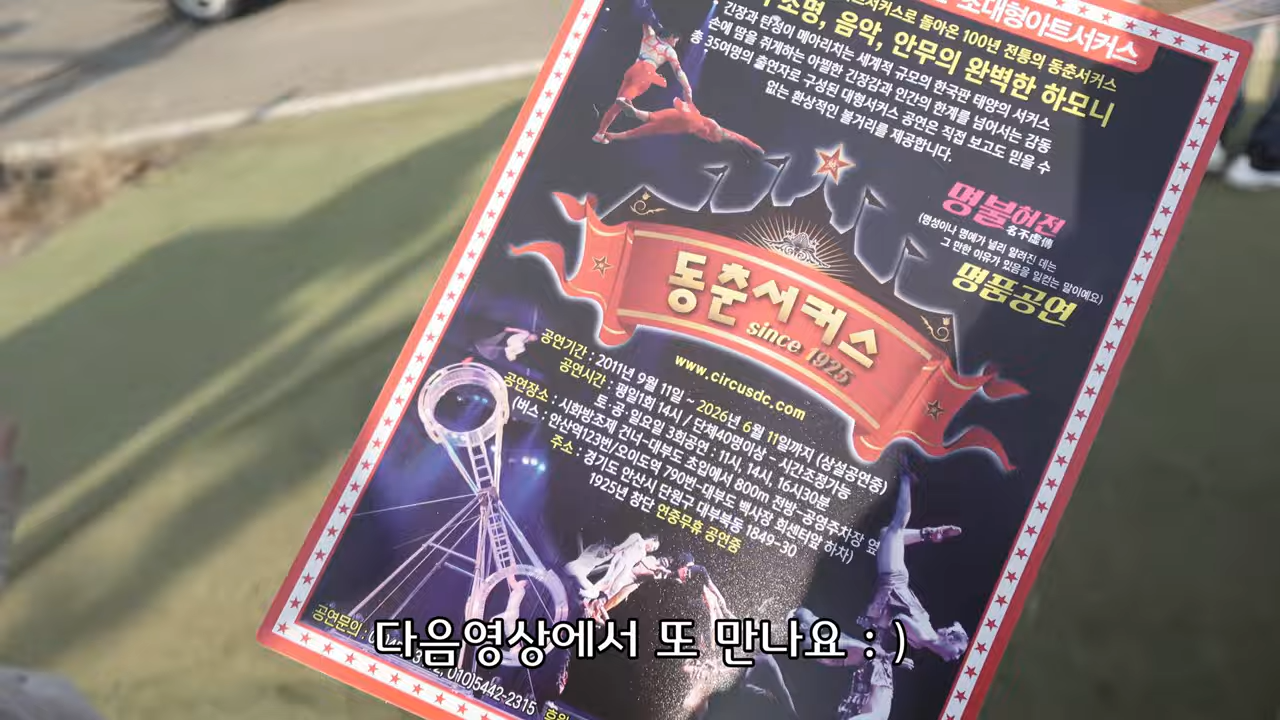 초대형아트서커스
아트서커스로 돌아온 100년 전통의 동춘서커스
조명, 음악, 안무의 완벽한 하모니
긴장과 탄성이 메아리치는 세계적 규모의 한국판 태양의 서커스
손에 땀을 쥐게하는 아찔한 긴장감과 인간의 한계를 넘어서는 감동
총 35여명의 출연자로 구성된 대형서커스 공연은 직접 보고도 믿을 수
없는 환상적인 볼거리를 제공합니다.
명불허전
名不虛傳
(명성이나 명예가 널리 알려진 데는
그 만한 이유가 있음을 일컫는 말이예요)
명품공연
동춘서커스
since 1925
www.circusdc.com
공연기간 : 2011년 9월 11일 ~ 2026년 6월 11일까지 (상설공연중)
공연시간 : 평일1회 14시 / 단체40명이상 - 시간조정가능
토·공·일요일 3회공연 : 11시, 14시, 16시30분
공연장소 : 시화방조제 건너-대부도 초입에서 800m 전방-공영주차장 옆
(버스 : 안산역123번/오이도역 790번-대부도 백사장 회센터앞 하차)
주소 : 경기도 안산시 단원구 대부북동 1849-30
1925년 창단 연중무휴 공연중
공연문의 :
010)5442-2315
다음영상에서 또 만나요 : )